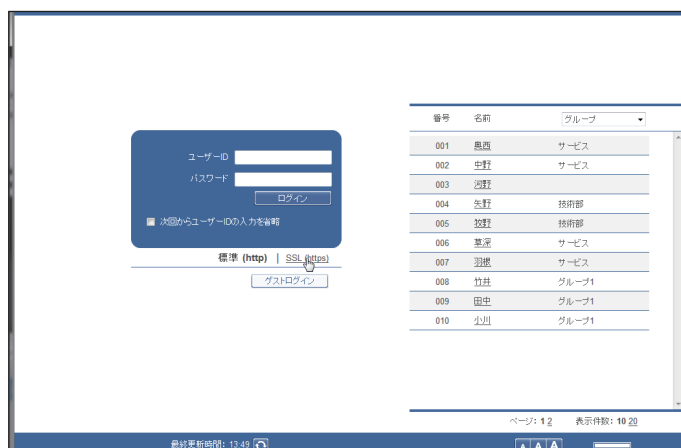 ユーザーID
パスワード
ログイン
次回からユーザーIDの入力を省略
標準 (http) | SSL (https)
ゲストログイン
番号 名前 グループ
001 奥西 サービス
002 中野 サービス
003 河野
004 矢野 技術部
005 牧野 技術部
006 草深 サービス
007 羽根 サービス
008 竹井 グループ1
009 田中 グループ1
010 小川 グループ1
ページ: 1 2 表示件数: 10 20
最終更新時間: 13:49
A A A